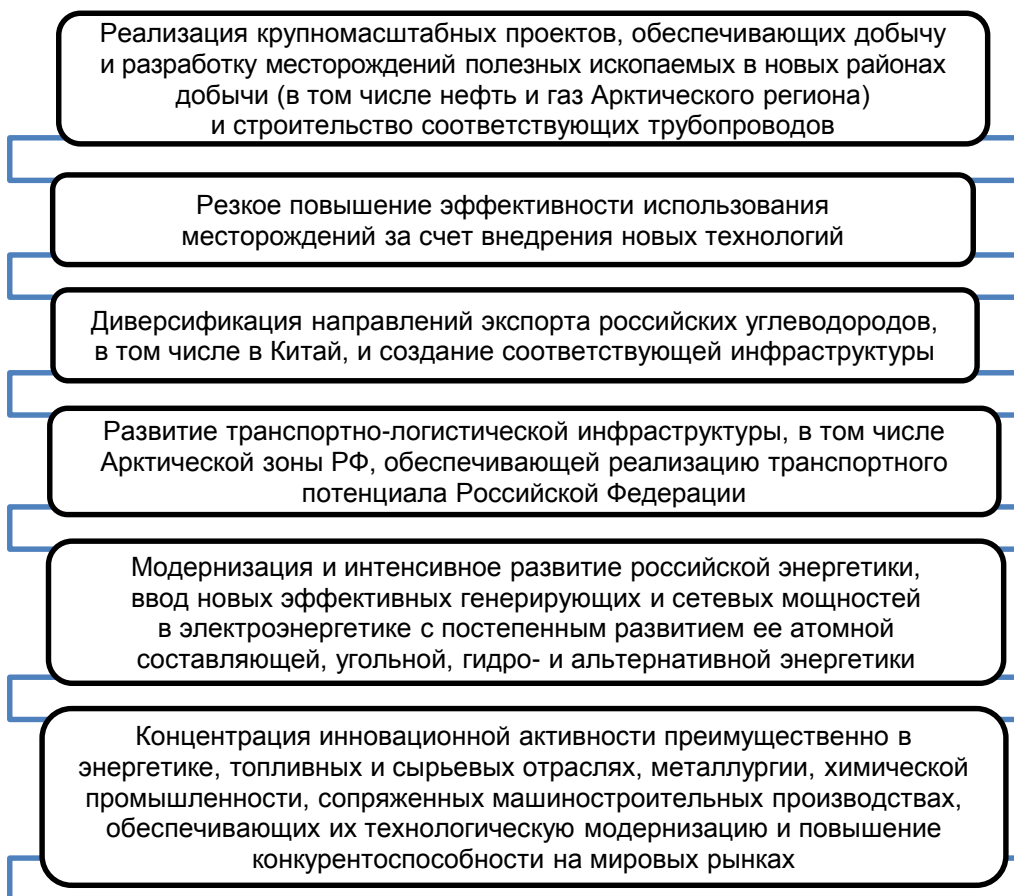 Реализация крупномасштабных проектов, обеспечивающих добычу
и разработку месторождений полезных ископаемых в новых районах
добычи (в том числе нефть и газ Арктического региона)
и строительство соответствующих трубопроводов
Резкое повышение эффективности использования
месторождений за счет внедрения новых технологий
Диверсификация направлений экспорта российских углеводородов,
в том числе в Китай, и создание соответствующей инфраструктуры
Развитие транспортно-логистической инфраструктуры, в том числе
Арктической зоны РФ, обеспечивающей реализацию транспортного
потенциала Российской Федерации
Модернизация и интенсивное развитие российской энергетики,
ввод новых эффективных генерирующих и сетевых мощностей
в электроэнергетике с постепенным развитием ее атомной
составляющей, угольной, гидро- и альтернативной энергетики
Концентрация инновационной активности преимущественно в
энергетике, топливных и сырьевых отраслях, металлургии, химической
промышленности, сопряженных машиностроительных производствах,
обеспечивающих их технологическую модернизацию и повышение
конкурентоспособности на мировых рынках